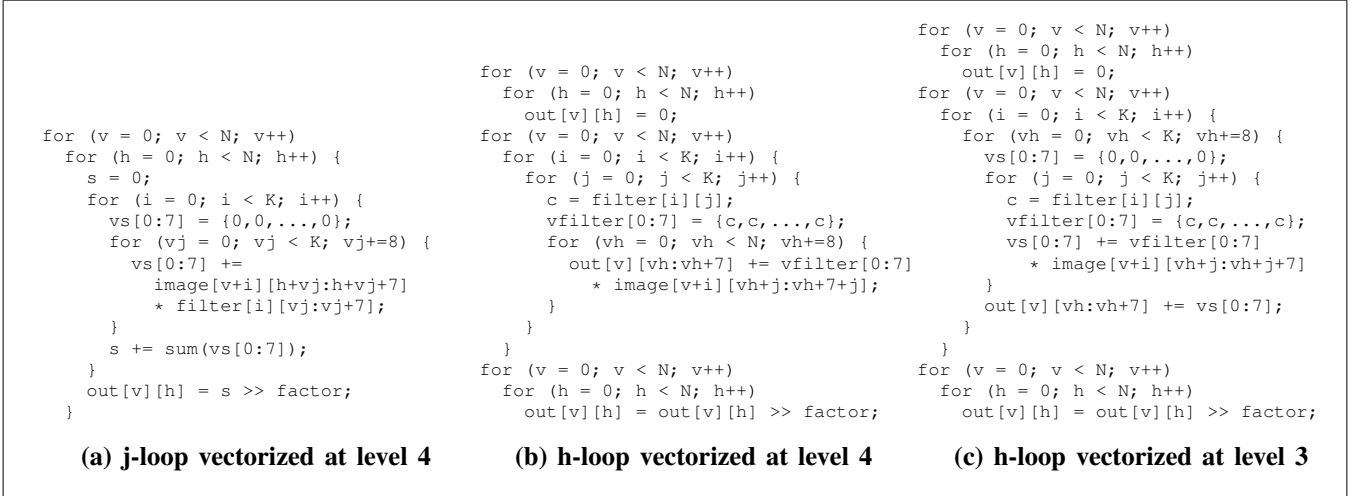 for (v = 0; v < N; v++)
  for (h = 0; h < N; h++) {
    s = 0;
    for (i = 0; i < K; i++) {
      vs[0:7] = {0,0,...,0};
      for (vj = 0; vj < K; vj+=8) {
        vs[0:7] +=
          image[v+i][h+vj:h+vj+7]
          * filter[i][vj:vj+7];
      }
      s += sum(vs[0:7]);
    }
    out[v][h] = s >> factor;
  }
(a) j-loop vectorized at level 4
for (v = 0; v < N; v++)
  for (h = 0; h < N; h++)
    out[v][h] = 0;
for (v = 0; v < N; v++)
  for (i = 0; i < K; i++) {
    for (j = 0; j < K; j++) {
      c = filter[i][j];
      vfilter[0:7] = {c,c,...,c};
      for (vh = 0; vh < N; vh+=8) {
        out[v][vh:vh+7] += vfilter[0:7]
          * image[v+i][vh+j:vh+7+j];
      }
    }
  }
for (v = 0; v < N; v++)
  for (h = 0; h < N; h++)
    out[v][h] = out[v][h] >> factor;
(b) h-loop vectorized at level 4
for (v = 0; v < N; v++)
  for (h = 0; h < N; h++)
    out[v][h] = 0;
for (v = 0; v < N; v++)
  for (i = 0; i < K; i++) {
    for (vh = 0; vh < K; vh+=8) {
      vs[0:7] = {0,0,...,0};
      for (j = 0; j < K; j++) {
        c = filter[i][j];
        vfilter[0:7] = {c,c,...,c};
        vs[0:7] += vfilter[0:7]
          * image[v+i][vh+j:vh+j+7]
      }
      out[v][vh:vh+7] += vs[0:7];
    }
  }
for (v = 0; v < N; v++)
  for (h = 0; h < N; h++)
    out[v][h] = out[v][h] >> factor;
(c) h-loop vectorized at level 3